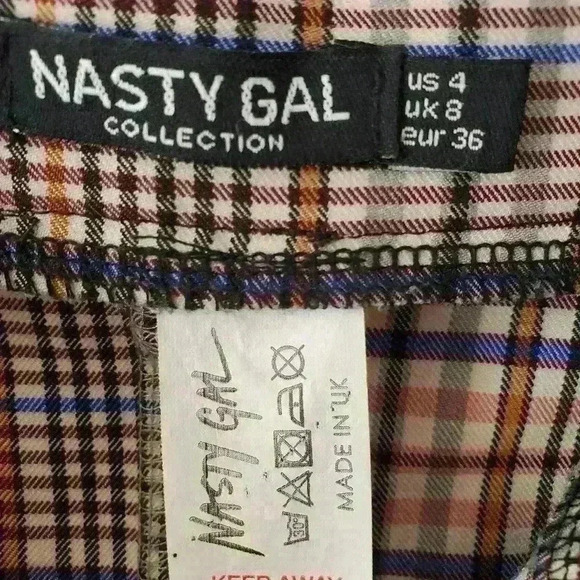 NASTY GAL
COLLECTION
us 4
uk 8
eur 36
NASTY GAL
30°
MADE IN UK
KEEP AWAY